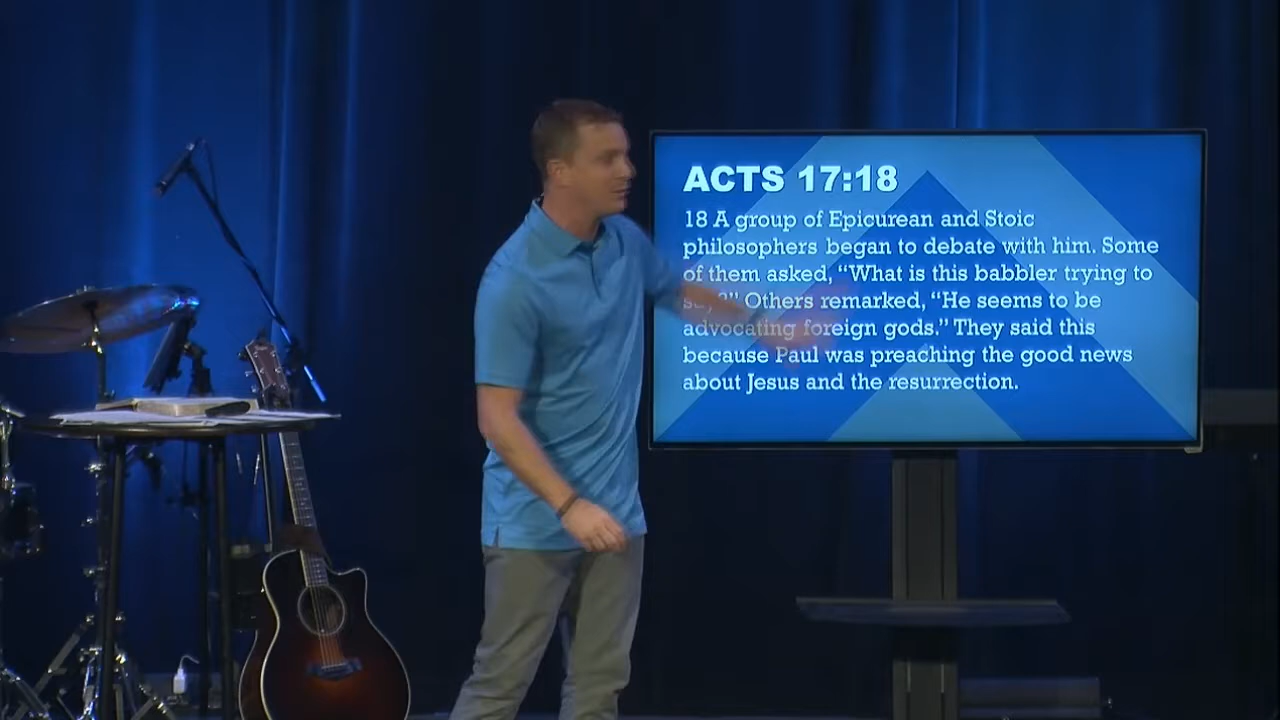 ACTS 17:18
18 A group of Epicurean and Stoic
philosophers began to debate with him. Some
of them asked, “What is this babbler trying to
say?” Others remarked, “He seems to be
advocating foreign gods.” They said this
because Paul was preaching the good news
about Jesus and the resurrection.